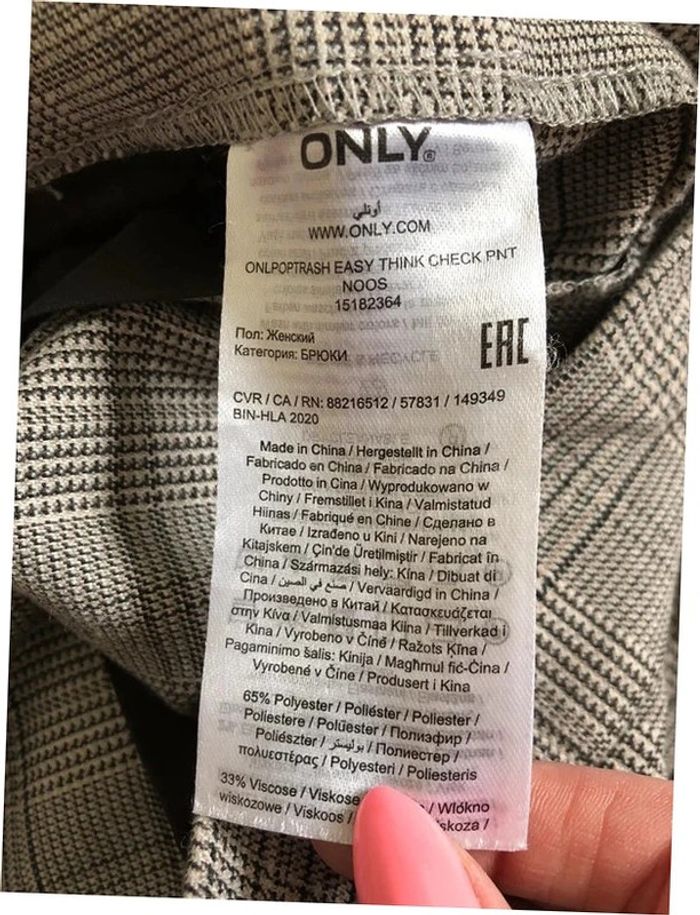 ONLY®
أونلي
WWW.ONLY.COM
ONLPOPTRASH EASY THINK CHECK PNT
NOOS
15182364
Пол: Женский
Категория: БРЮКИ
EAC
CVR / CA / RN: 88216512 / 57831 / 149349
BIN-HLA 2020
Made in China / Hergestellt in China /
Fabricado en China / Fabricado na China /
Prodotto in Cina / Wyprodukowano w
Chiny / Fremstillet i Kina / Valmistatud
Hiinas / Fabriqué en Chine / Сделано в
Китае / Izrađeno u Kini / Narejeno na
Kitajskem / Çin'de Üretilmiştir / Fabricat în
China / Származási hely: Kína / Dibuat di
Cina / صنع في الصين / Vervaardigd in China /
Произведено в Китай / Κατασκευάζεται
στην Κίνα / Valmistusmaa Kiina / Tillverkad i
Kina / Vyrobeno v Číně / Ražots Ķīna /
Pagaminimo šalis: Kinija / Magħmul fiċ-Ċina /
Vyrobené v Číne / Produsert i Kina
65% Polyester / Poliéster / Poliester /
Poliestere / Polüester / Полиэфир /
Poliészter / بوليستر / Полиестер /
πολυεστέρας / Polyesteri / Poliesteris
33% Viscose / Viskose / Włókno
wiskozowe / Viskoos /